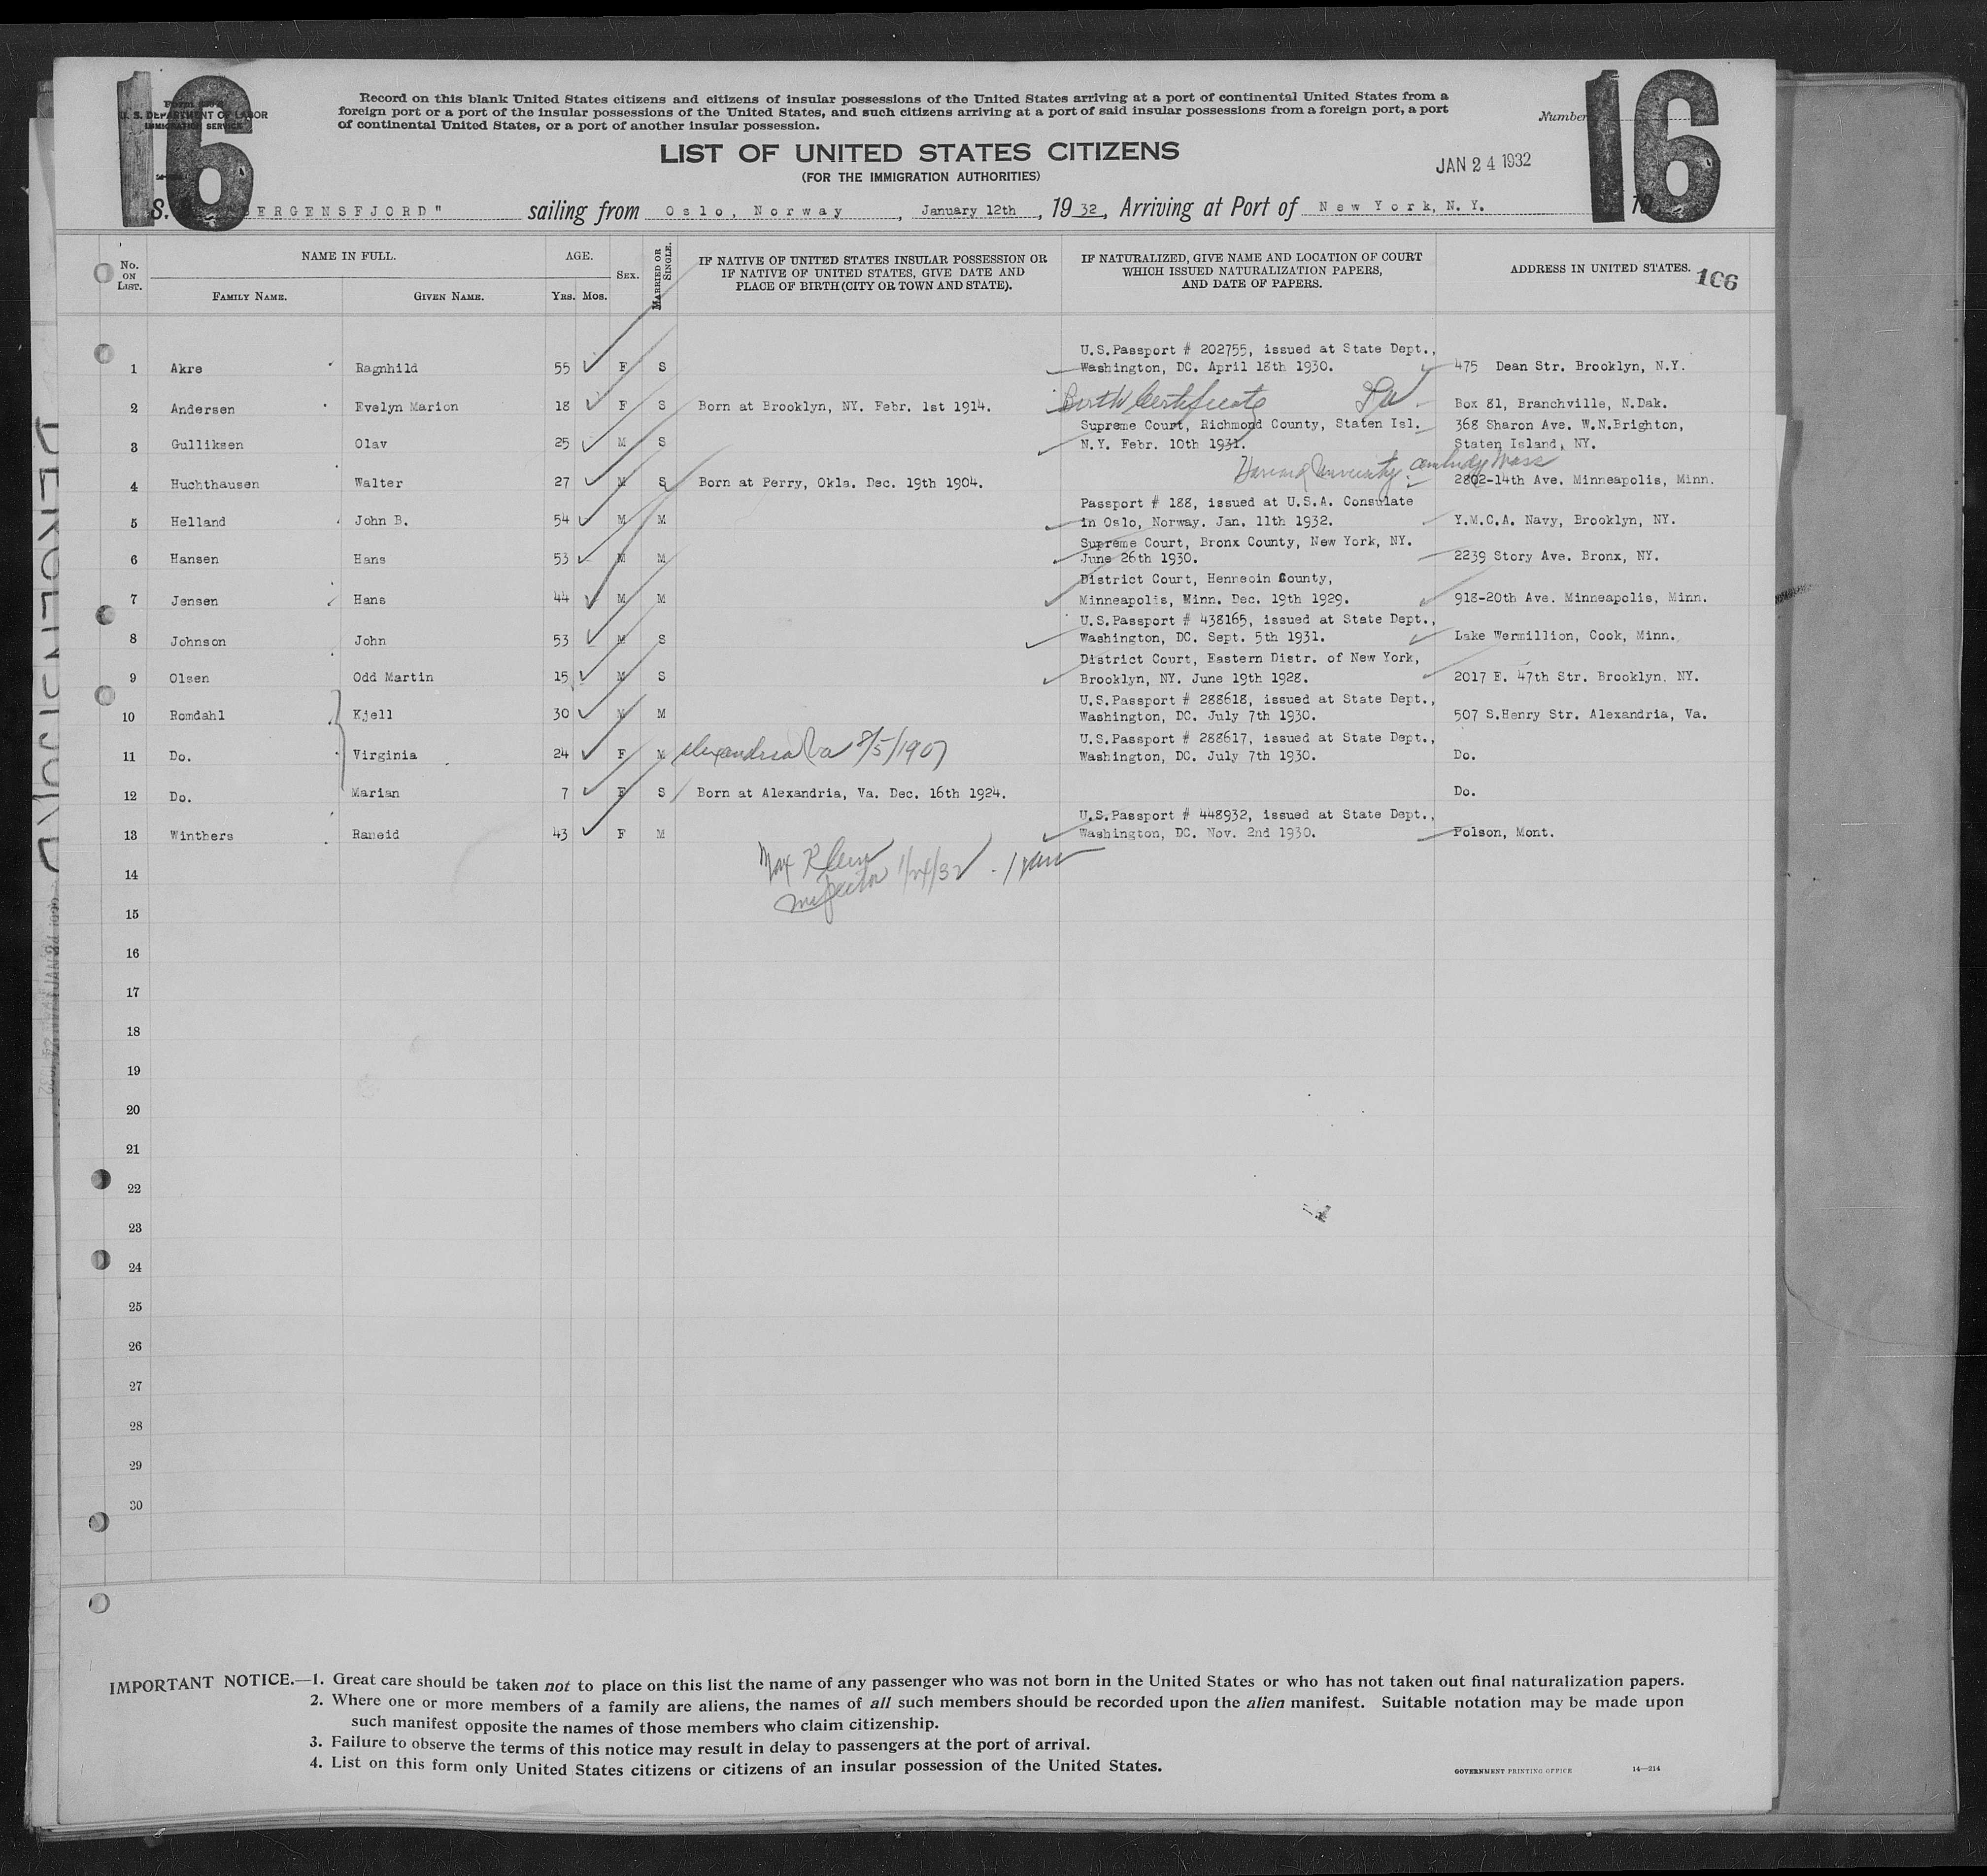 16
16
Form 630 B
U. S. DEPARTMENT OF LABOR
IMMIGRATION SERVICE
Record on this blank United States citizens and citizens of insular possessions of the United States arriving at a port of continental United States from a
foreign port or a port of the insular possessions of the United States, and such citizens arriving at a port of said insular possessions from a foreign port, a port
of continental United States, or a port of another insular possession.
Number
LIST OF UNITED STATES CITIZENS
(FOR THE IMMIGRATION AUTHORITIES)
JAN 24 1932
S. BERGENSFJORD" sailing from Oslo, Norway, January 12th, 1932, Arriving at Port of New York, N. Y. 19
No. ON LIST.
NAME IN FULL.
FAMILY NAME. GIVEN NAME.
AGE.
YRS. MOS.
SEX.
MARRIED OR SINGLE.
IF NATIVE OF UNITED STATES INSULAR POSSESSION OR
IF NATIVE OF UNITED STATES, GIVE DATE AND
PLACE OF BIRTH (CITY OR TOWN AND STATE).
IF NATURALIZED, GIVE NAME AND LOCATION OF COURT
WHICH ISSUED NATURALIZATION PAPERS,
AND DATE OF PAPERS.
ADDRESS IN UNITED STATES.
106
U.S.Passport # 202755, issued at State Dept.,
1 Akre Ragnhild 55 F S Washington, DC. April 18th 1930. 475 Dean Str. Brooklyn, N.Y.
2 Andersen Evelyn Marion 18 F S Born at Brooklyn, NY. Febr. 1st 1914. Birth Certificate Box 81, Branchville, N.Dak.
Supreme Court, Richmond County, Staten Isl. 368 Sharon Ave. W.N.Brighton,
3 Gulliksen Olav 25 M S N.Y. Febr. 10th 1931. Staten Island, NY.
Harvard University Cambridge Mass
4 Huchthausen Walter 27 M S Born at Perry, Okla. Dec. 19th 1904. 2802-14th Ave. Minneapolis, Minn.
Passport # 188, issued at U.S.A. Consulate
5 Helland John B. 54 M M in Oslo, Norway. Jan. 11th 1932. Y.M.C.A. Navy, Brooklyn, NY.
Supreme Court, Bronx County, New York, NY.
6 Hansen Hans 53 M M June 26th 1930. 2239 Story Ave. Bronx, NY.
District Court, Hennepin County,
7 Jensen Hans 44 M M Minneapolis, Minn. Dec. 19th 1929. 918-20th Ave. Minneapolis, Minn.
U.S.Passport # 438165, issued at State Dept.,
8 Johnson John 53 M S Washington, DC. Sept. 5th 1931. Lake Wermillion, Cook, Minn.
District Court, Eastern Distr. of New York,
9 Olsen Odd Martin 15 M S Brooklyn, NY. June 19th 1928. 2017 E. 47th Str. Brooklyn. NY.
U.S.Passport # 288618, issued at State Dept.,
10 Romdahl Kjell 30 M M Washington, DC. July 7th 1930. 507 S.Henry Str. Alexandria, Va.
U.S.Passport # 288617, issued at State Dept.,
11 Do. Virginia 24 F M Alexandria Va 8/5/1907 Washington, DC. July 7th 1930. Do.
12 Do. Marian 7 F S Born at Alexandria, Va. Dec. 16th 1924. Do.
U.S.Passport # 448932, issued at State Dept.,
13 Winthers Raneid 43 F M Washington, DC. Nov. 2nd 1930. Polson, Mont.
Max Klein
14
Inspector 1/24/32
15
16
17
18
19
20
21
22
23
24
25
26
27
28
29
30
IMPORTANT NOTICE.—1. Great care should be taken not to place on this list the name of any passenger who was not born in the United States or who has not taken out final naturalization papers.
2. Where one or more members of a family are aliens, the names of all such members should be recorded upon the alien manifest. Suitable notation may be made upon
such manifest opposite the names of those members who claim citizenship.
3. Failure to observe the terms of this notice may result in delay to passengers at the port of arrival.
4. List on this form only United States citizens or citizens of an insular possession of the United States.
GOVERNMENT PRINTING OFFICE 14—214